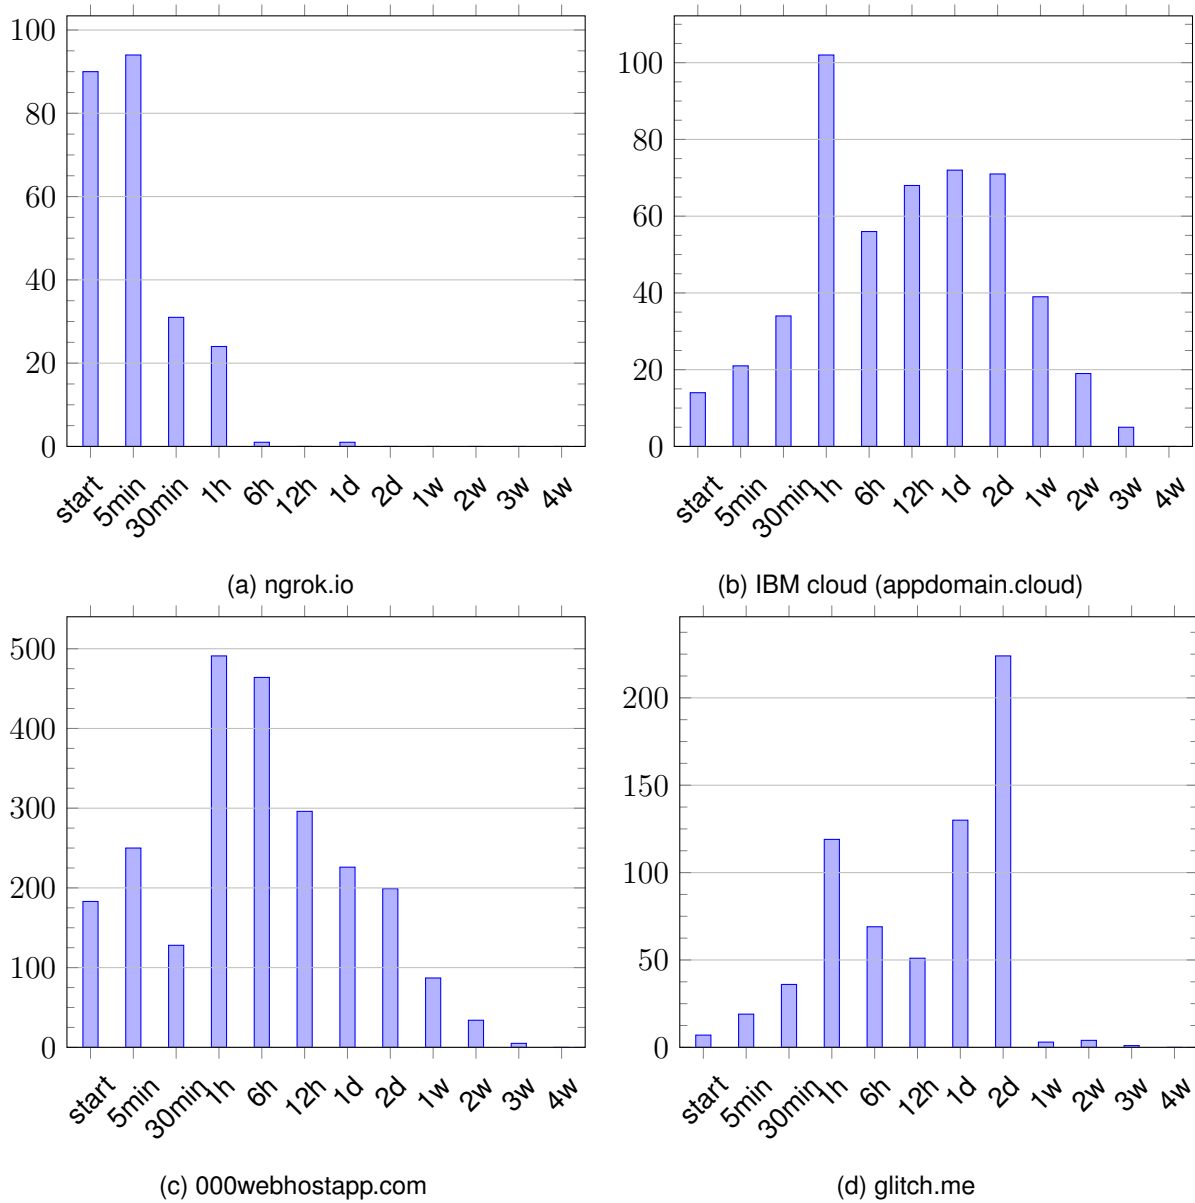 100
80
60
40
20
0
start 5min 30min 1h 6h 12h 1d 2d 1w 2w 3w 4w
(a) ngrok.io
100
80
60
40
20
0
start 5min 30min 1h 6h 12h 1d 2d 1w 2w 3w 4w
(b) IBM cloud (appdomain.cloud)
500
400
300
200
100
0
start 5min 30min 1h 6h 12h 1d 2d 1w 2w 3w 4w
(c) 000webhostapp.com
200
150
100
50
0
start 5min 30min 1h 6h 12h 1d 2d 1w 2w 3w 4w
(d) glitch.me